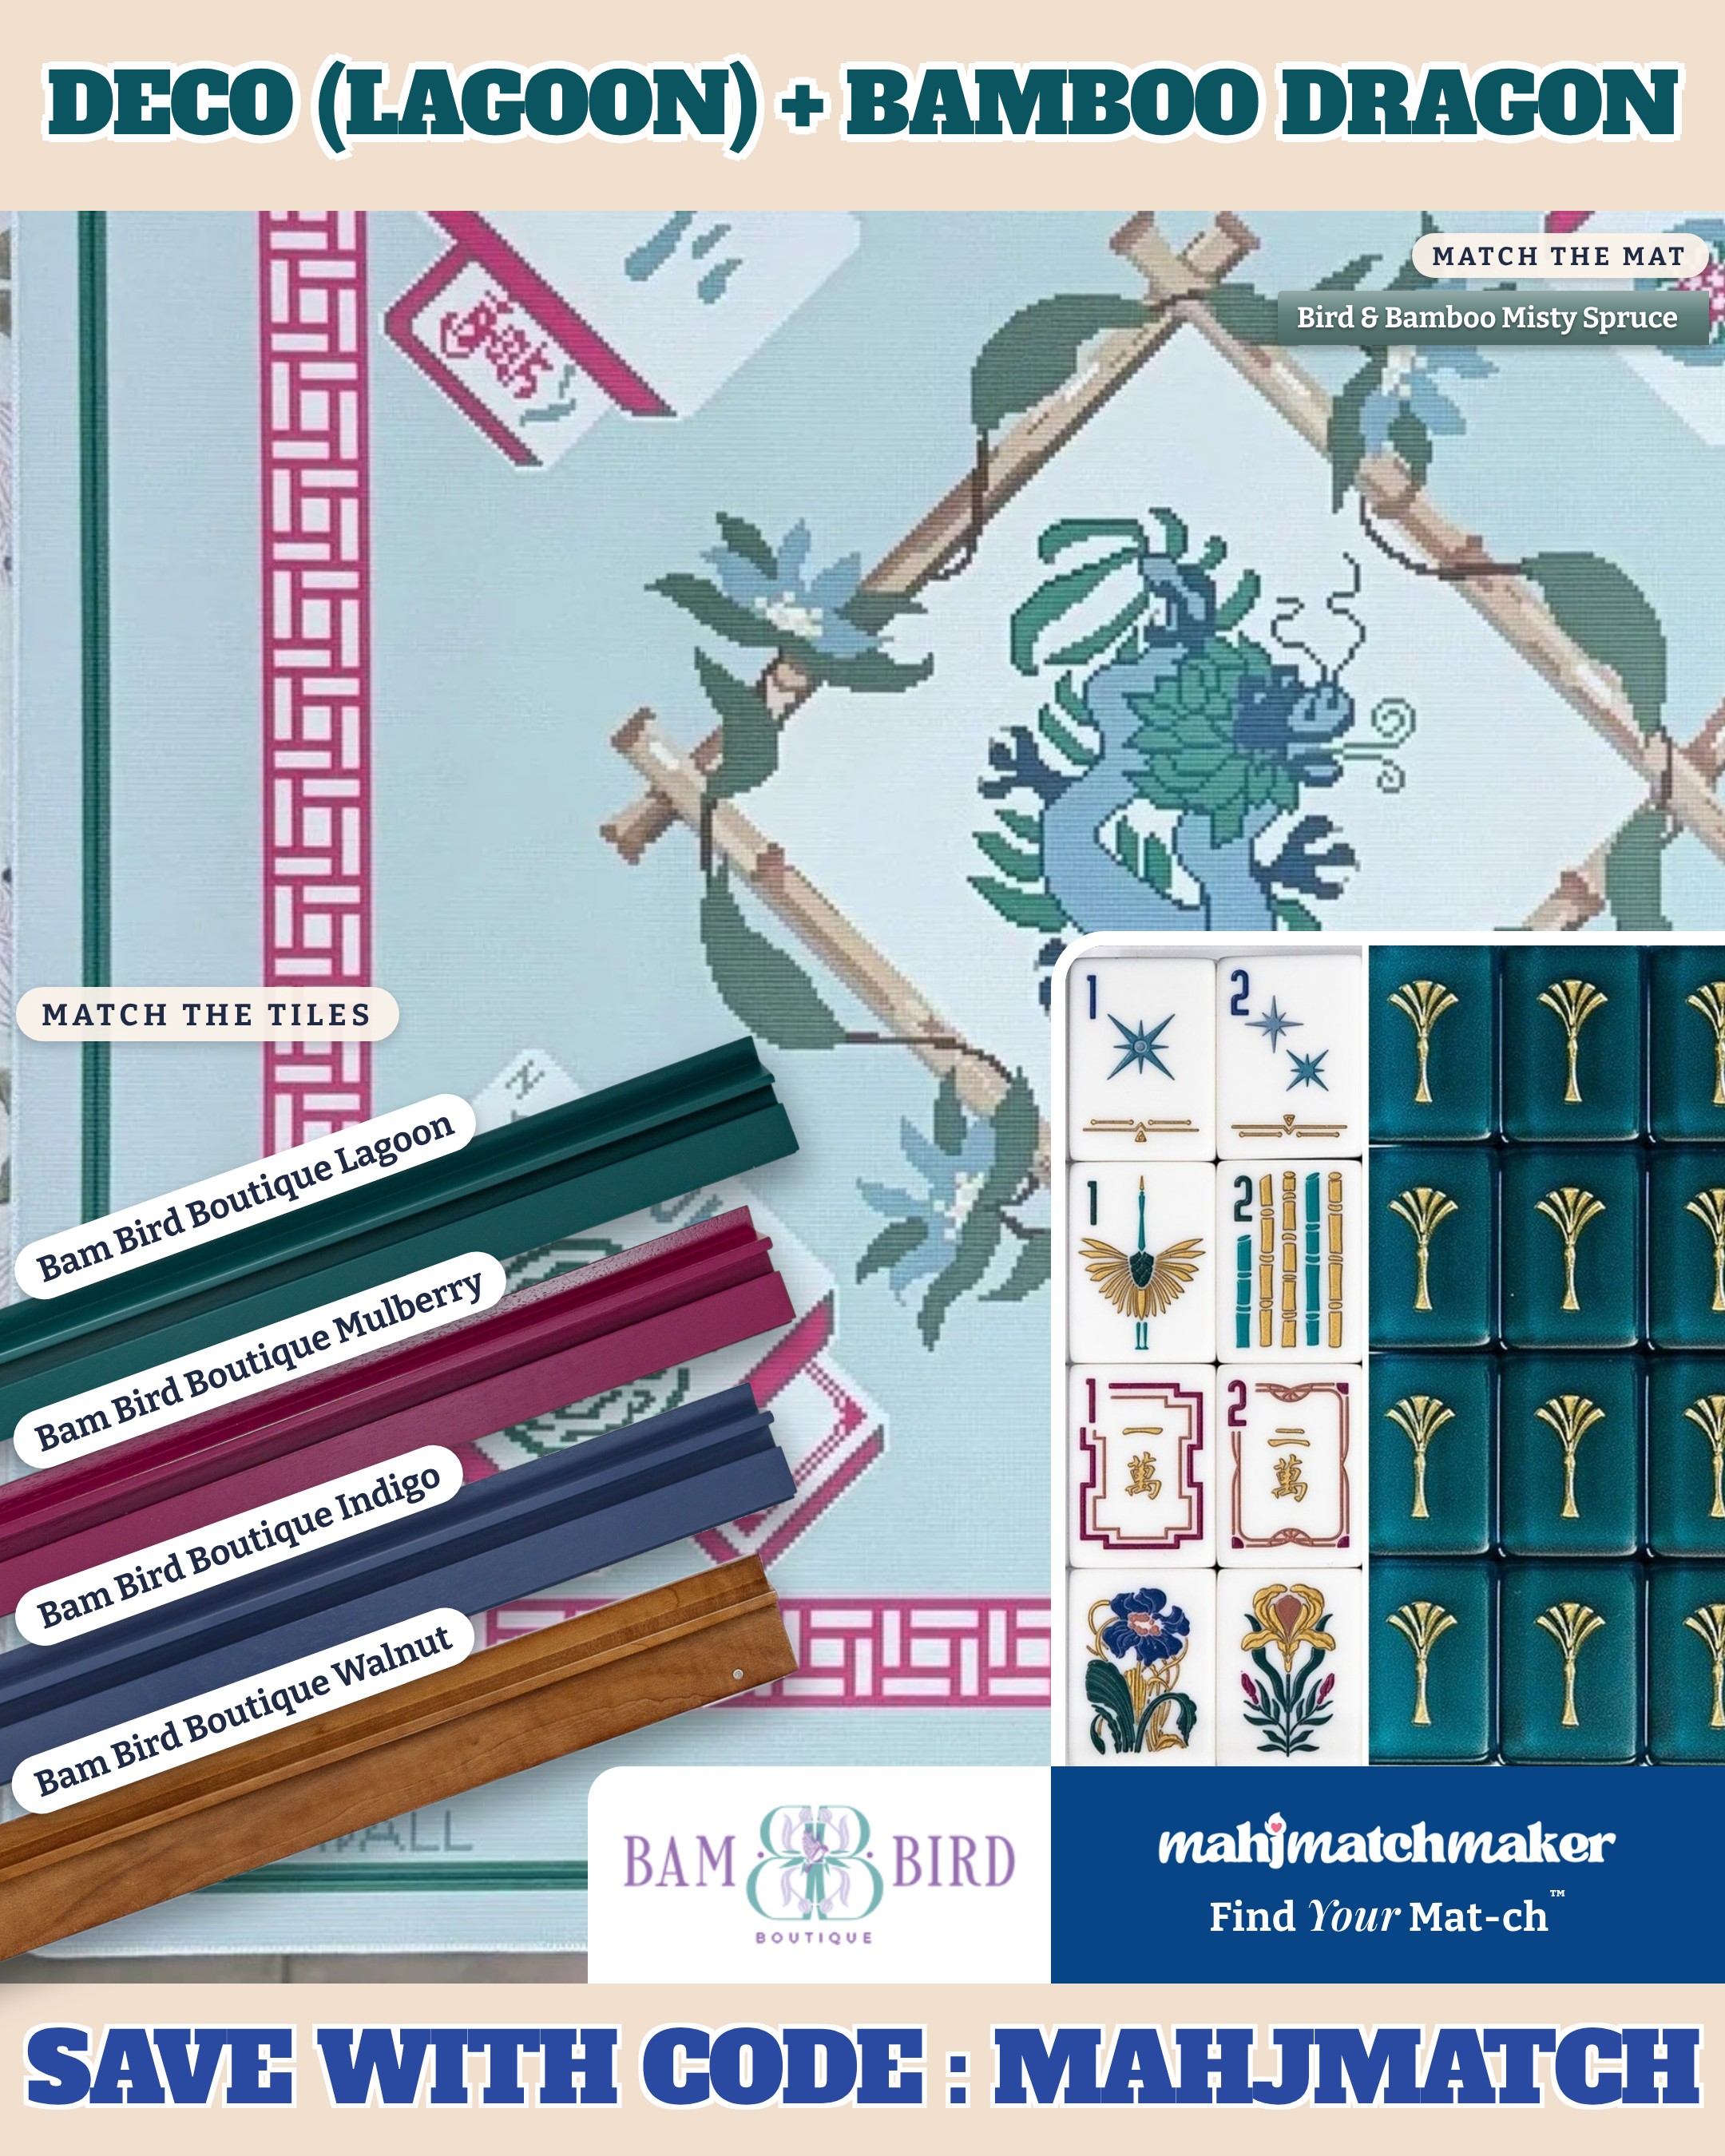 DECO (LAGOON) + BAMBOO DRAGON
MATCH THE MAT
Bird & Bamboo Misty Spruce
MATCH THE TILES
Bam Bird Boutique Lagoon
Bam Bird Boutique Mulberry
Bam Bird Boutique Indigo
Bam Bird Boutique Walnut
1
2
1
2
1
一萬
2
二萬
BAM BIRD
BOUTIQUE
mahjmatchmaker
Find Your Mat-ch™
SAVE WITH CODE : MAHJMATCH